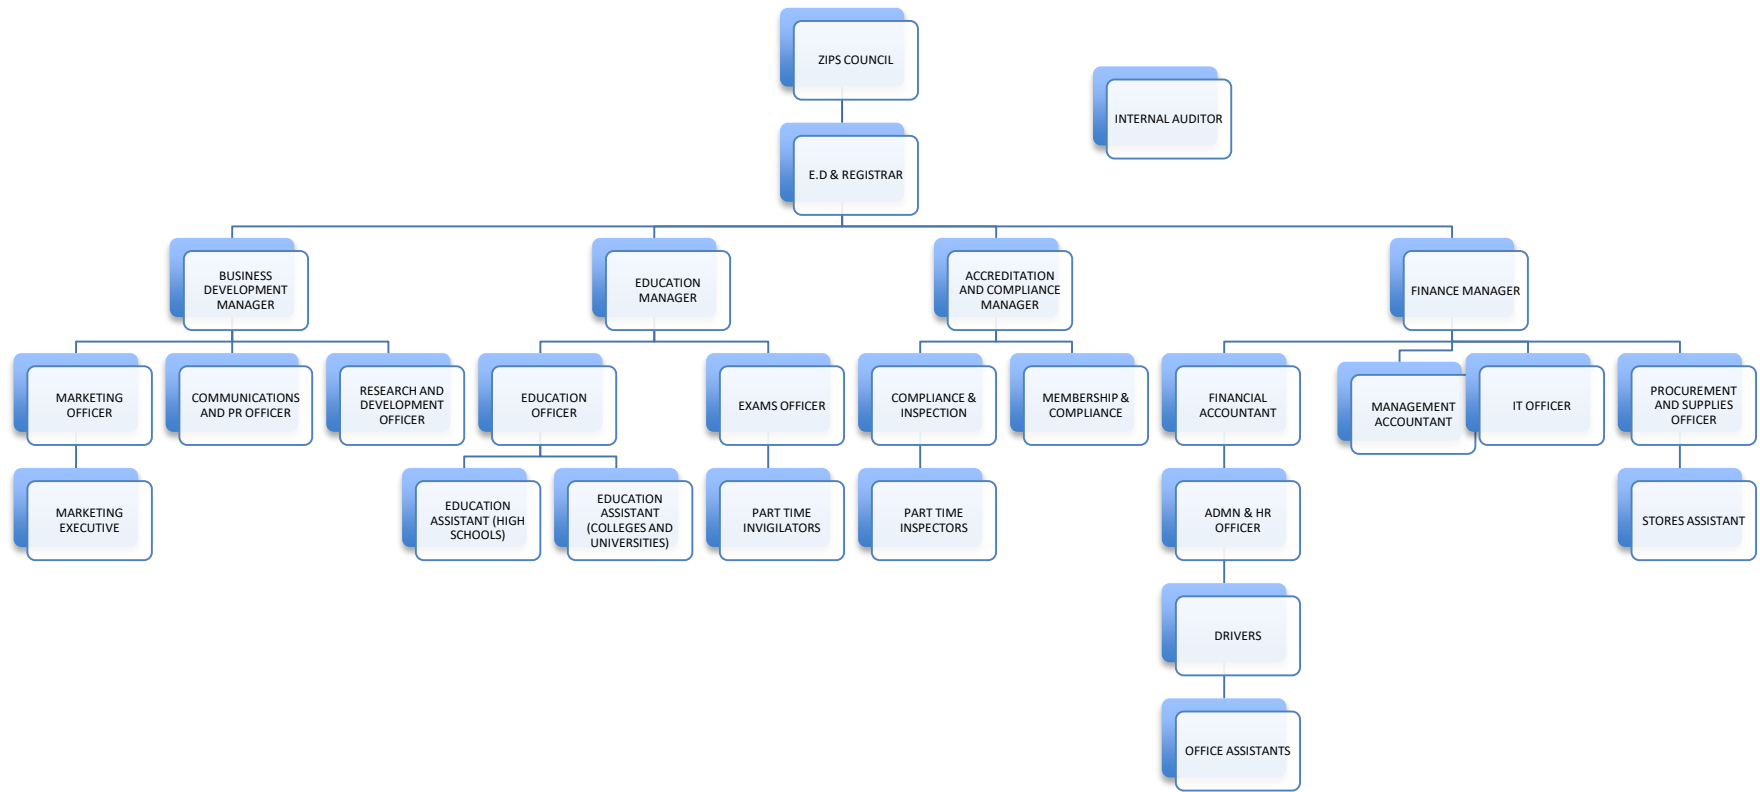 ZIPS COUNCIL
INTERNAL AUDITOR
E.D & REGISTRAR
BUSINESS
DEVELOPMENT
MANAGER
EDUCATION
MANAGER
ACCREDITATION
AND COMPLIANCE
MANAGER
FINANCE MANAGER
MARKETING
OFFICER
COMMUNICATIONS
AND PR OFFICER
RESEARCH AND
DEVELOPMENT
OFFICER
EDUCATION
OFFICER
EXAMS OFFICER
COMPLIANCE &
INSPECTION
MEMBERSHIP &
COMPLIANCE
FINANCIAL
ACCOUNTANT
MANAGEMENT
ACCOUNTANT
IT OFFICER
PROCUREMENT
AND SUPPLIES
OFFICER
MARKETING
EXECUTIVE
EDUCATION
ASSISTANT (HIGH
SCHOOLS)
EDUCATION
ASSISTANT
(COLLEGES AND
UNIVERSITIES)
PART TIME
INVIGILATORS
PART TIME
INSPECTORS
ADMN & HR
OFFICER
STORES ASSISTANT
DRIVERS
OFFICE ASSISTANTS